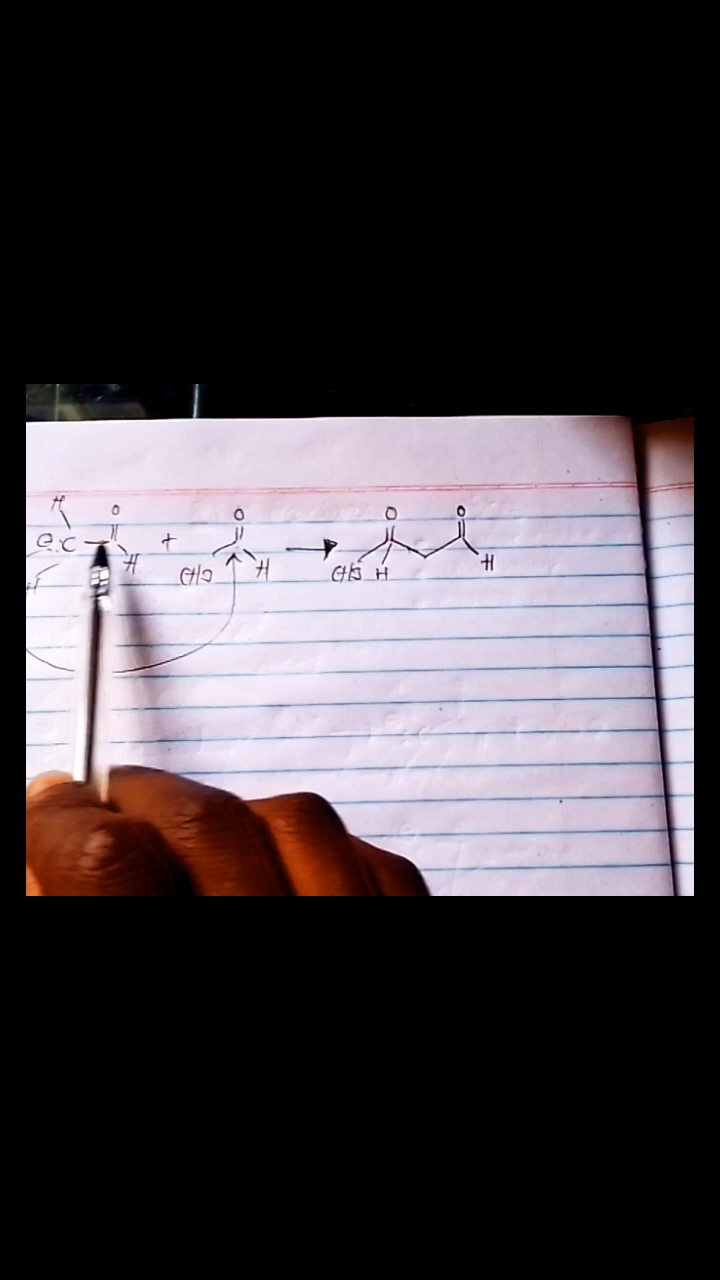 H O O O O
⊖:C — H + CH3 H → CH3 H H
H